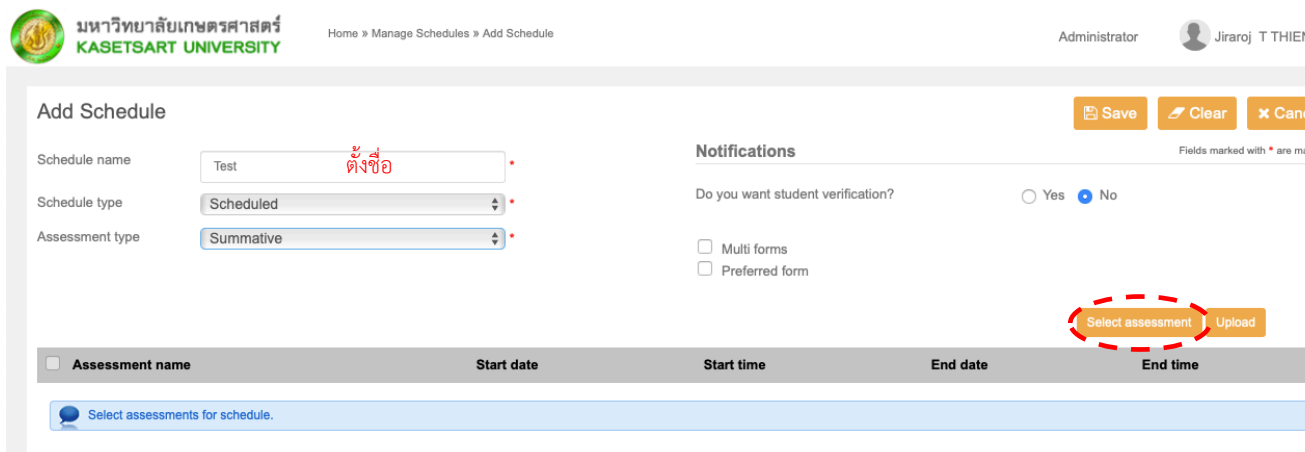 มหาวิทยาลัยเกษตรศาสตร์
KASETSART UNIVERSITY
Home » Manage Schedules » Add Schedule
Administrator
Jiraroj T THIEN
Add Schedule
Save
Clear
Canc
Schedule name
Test
ตั้งชื่อ
*
Notifications
Fields marked with * are ma
Schedule type
Scheduled
*
Do you want student verification?
Yes
No
Assessment type
Summative
*
Multi forms
Preferred form
Select assessment
Upload
Assessment name
Start date
Start time
End date
End time
Select assessments for schedule.